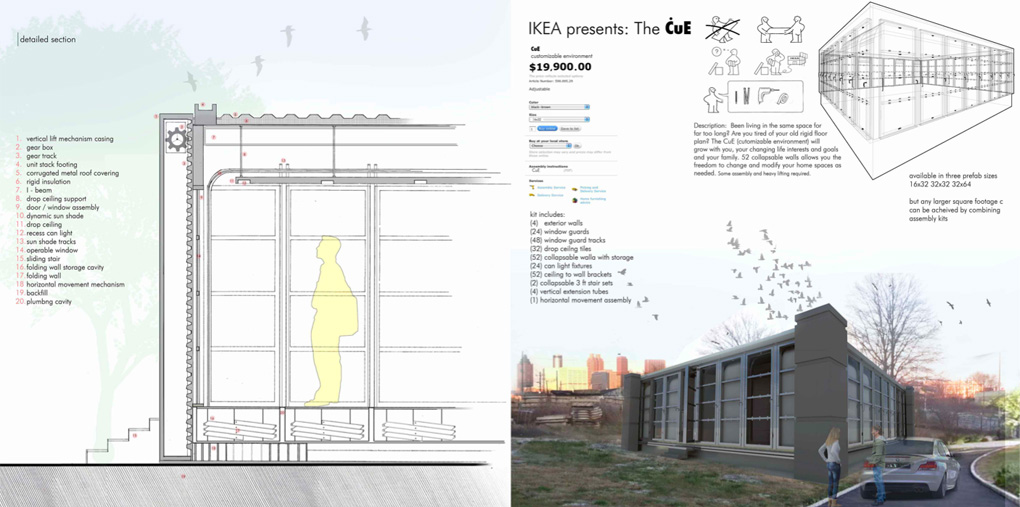 detailed section
1. vertical lift mechanism casing
2. gear box
3. gear track
4. unit stack footing
5. corrugated metal roof covering
6. rigid insulation
7. I - beam
8. drop ceiling support
9. door / window assembly
10. dynamic sun shade
11. drop ceiling
12. recess can light
13. sun shade tracks
14. operable window
15. sliding stair
16. folding wall storage cavity
17. folding wall
18. horizontal movement mechanism
19. backfill
20. plumbng cavity
IKEA presents: The CuE
CuE
customizable environment
$19,900.00
Adjustable
Color
Size
Buy at your local store
Assembly instructions
CuE
Services
Description: Been living in the same space for
far too long? Are you tired of your old rigid floor
plan? The CuE (customizable environment) will
grow with you, your changing life interests and goals
and your family. 52 collapsable walls allows you the
freedom to change and modify your home spaces as
needed. Some assembly and heavy lifting required.
available in three prefab sizes
16x32 32x32 32x64
but any larger square footage c
can be acheived by combining
assembly kits
kit includes:
(4) exterior walls
(24) window guards
(48) window guard tracks
(32) drop ceilng tiles
(52) collapsable walla with storage
(24) can light fixtures
(52) ceiling to wall brackets
(2) collapsable 3 ft stair sets
(4) vertical extension tubes
(1) horizontal movement assembly